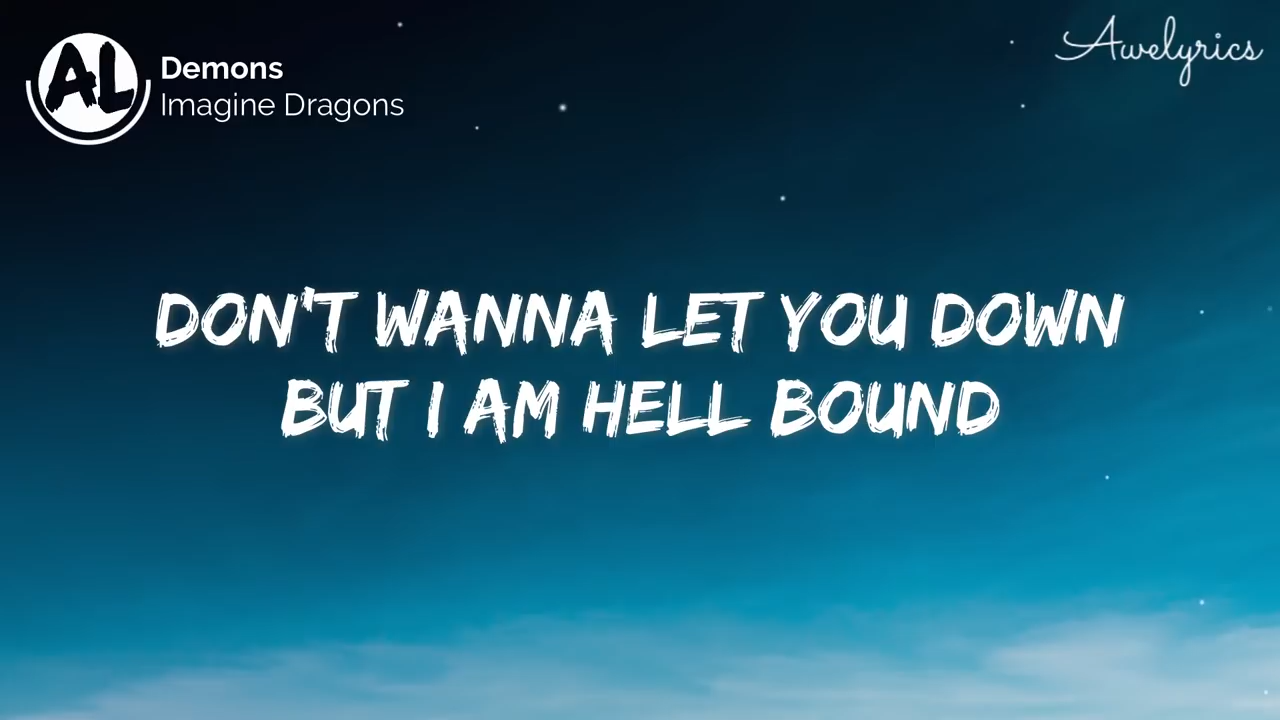 AL
Demons
Imagine Dragons
Awelyrics
DON'T WANNA LET YOU DOWN
BUT I AM HELL BOUND